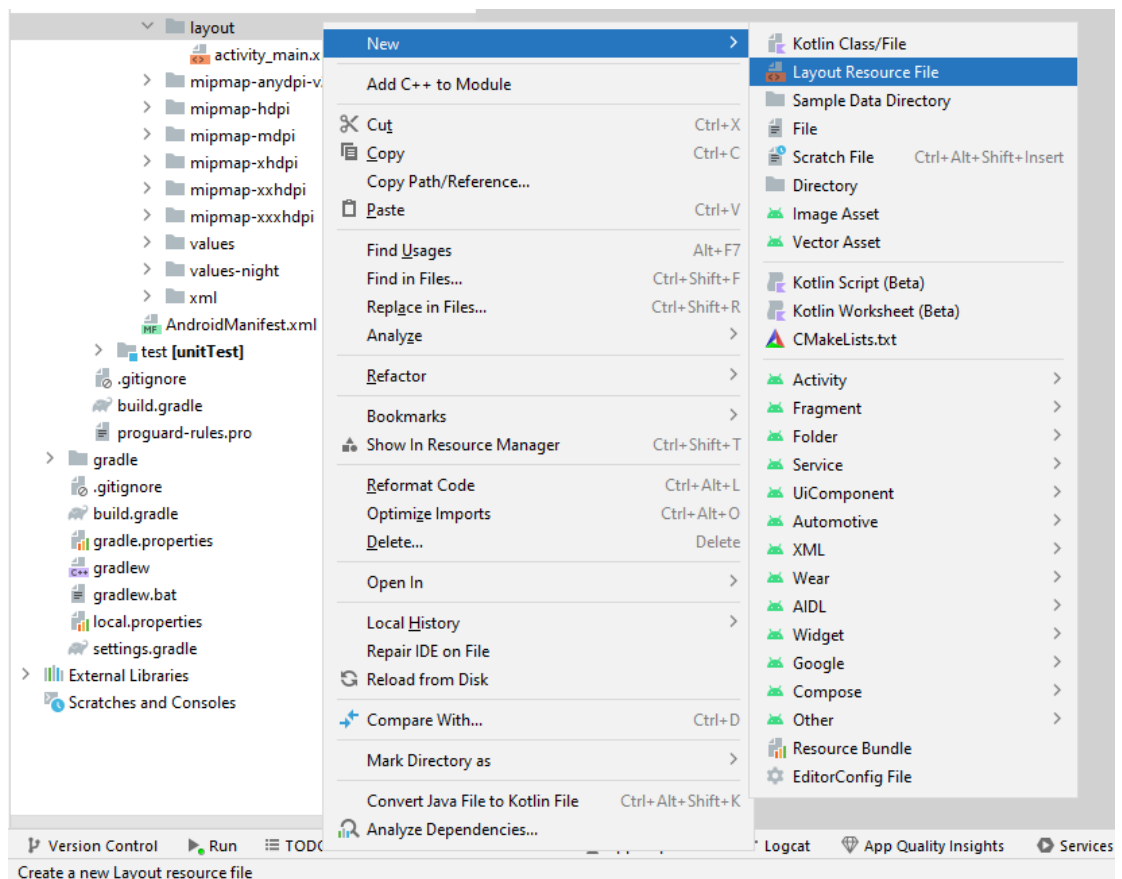 layout
activity_main.x
mipmap-anydpi-v
mipmap-hdpi
mipmap-mdpi
mipmap-xhdpi
mipmap-xxhdpi
mipmap-xxxhdpi
values
values-night
xml
MF AndroidManifest.xml
test [unitTest]
.gitignore
build.gradle
proguard-rules.pro
gradle
.gitignore
build.gradle
gradle.properties
C++ gradlew
gradlew.bat
local.properties
settings.gradle
External Libraries
Scratches and Consoles
New
Add C++ to Module
Cut Ctrl+X
Copy Ctrl+C
Copy Path/Reference...
Paste Ctrl+V
Find Usages Alt+F7
Find in Files... Ctrl+Shift+F
Replace in Files... Ctrl+Shift+R
Analyze
Refactor
Bookmarks
Show In Resource Manager Ctrl+Shift+T
Reformat Code Ctrl+Alt+L
Optimize Imports Ctrl+Alt+O
Delete... Delete
Open In
Local History
Repair IDE on File
Reload from Disk
Compare With... Ctrl+D
Mark Directory as
Convert Java File to Kotlin File Ctrl+Alt+Shift+K
Analyze Dependencies...
Kotlin Class/File
Layout Resource File
Sample Data Directory
File
Scratch File Ctrl+Alt+Shift+Insert
Directory
Image Asset
Vector Asset
Kotlin Script (Beta)
Kotlin Worksheet (Beta)
CMakeLists.txt
Activity
Fragment
Folder
Service
UiComponent
Automotive
XML
Wear
AIDL
Widget
Google
Compose
Other
Resource Bundle
EditorConfig File
Version Control Run TODO Logcat App Quality Insights Services
Create a new Layout resource file